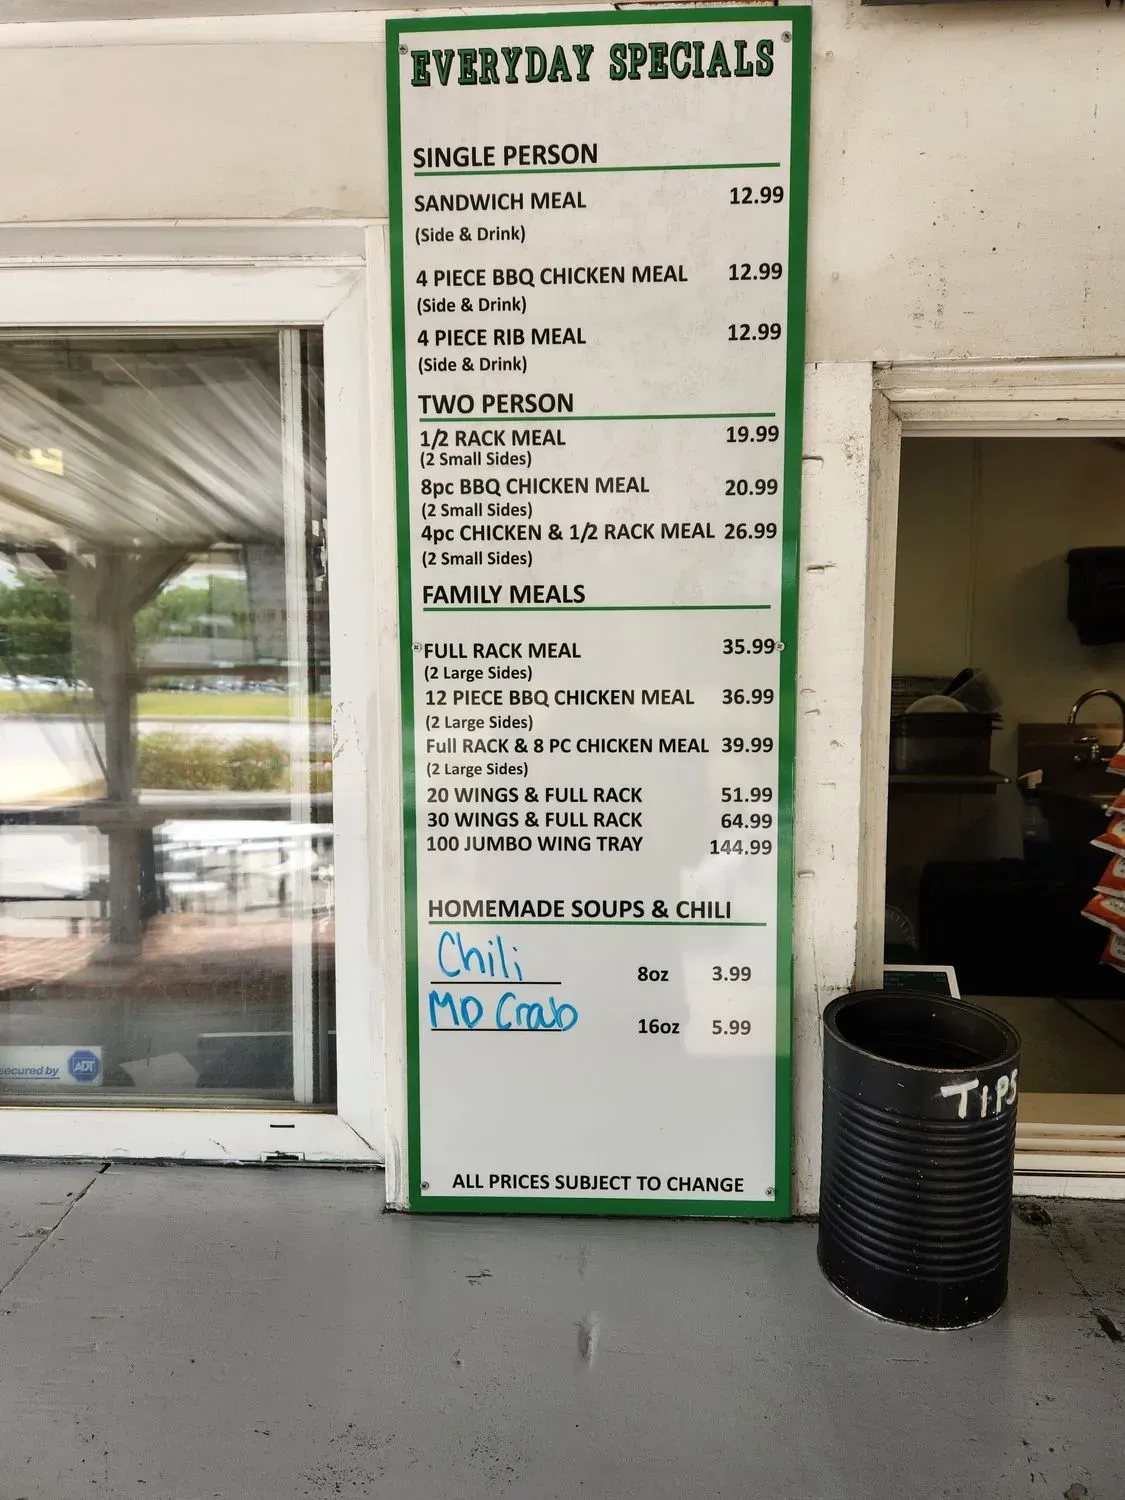 EVERYDAY SPECIALS
SINGLE PERSON
SANDWICH MEAL 12.99
(Side & Drink)
4 PIECE BBQ CHICKEN MEAL 12.99
(Side & Drink)
4 PIECE RIB MEAL 12.99
(Side & Drink)
TWO PERSON
1/2 RACK MEAL 19.99
(2 Small Sides)
8pc BBQ CHICKEN MEAL 20.99
(2 Small Sides)
4pc CHICKEN & 1/2 RACK MEAL 26.99
(2 Small Sides)
FAMILY MEALS
FULL RACK MEAL 35.99
(2 Large Sides)
12 PIECE BBQ CHICKEN MEAL 36.99
(2 Large Sides)
Full RACK & 8 PC CHICKEN MEAL 39.99
(2 Large Sides)
20 WINGS & FULL RACK 51.99
30 WINGS & FULL RACK 64.99
100 JUMBO WING TRAY 144.99
HOMEMADE SOUPS & CHILI
Chili 8oz 3.99
MD Crab 16oz 5.99
ALL PRICES SUBJECT TO CHANGE
secured by ADT
TIPS